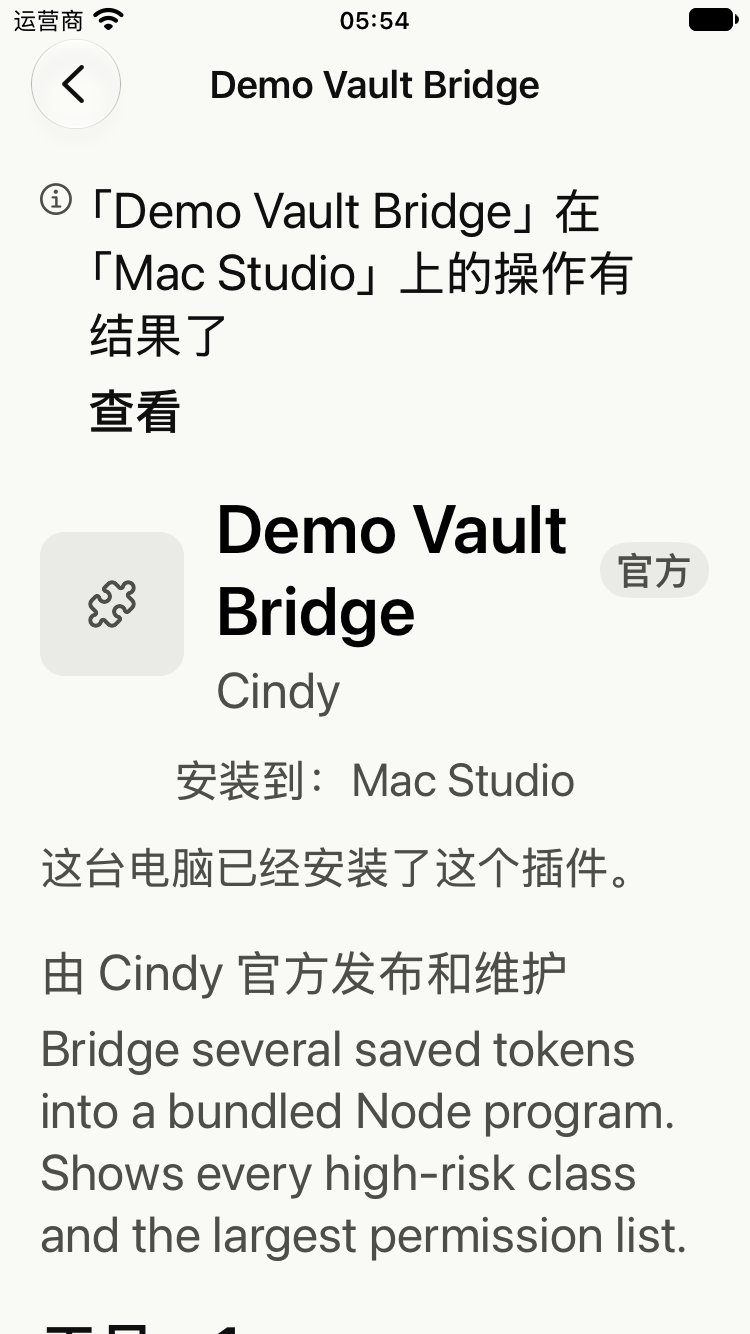 运营商
05:54
Demo Vault Bridge
「Demo Vault Bridge」在
「Mac Studio」上的操作有
结果了
查看
Demo Vault
Bridge
官方
Cindy
安装到：Mac Studio
这台电脑已经安装了这个插件。
由 Cindy 官方发布和维护
Bridge several saved tokens
into a bundled Node program.
Shows every high-risk class
and the largest permission list.